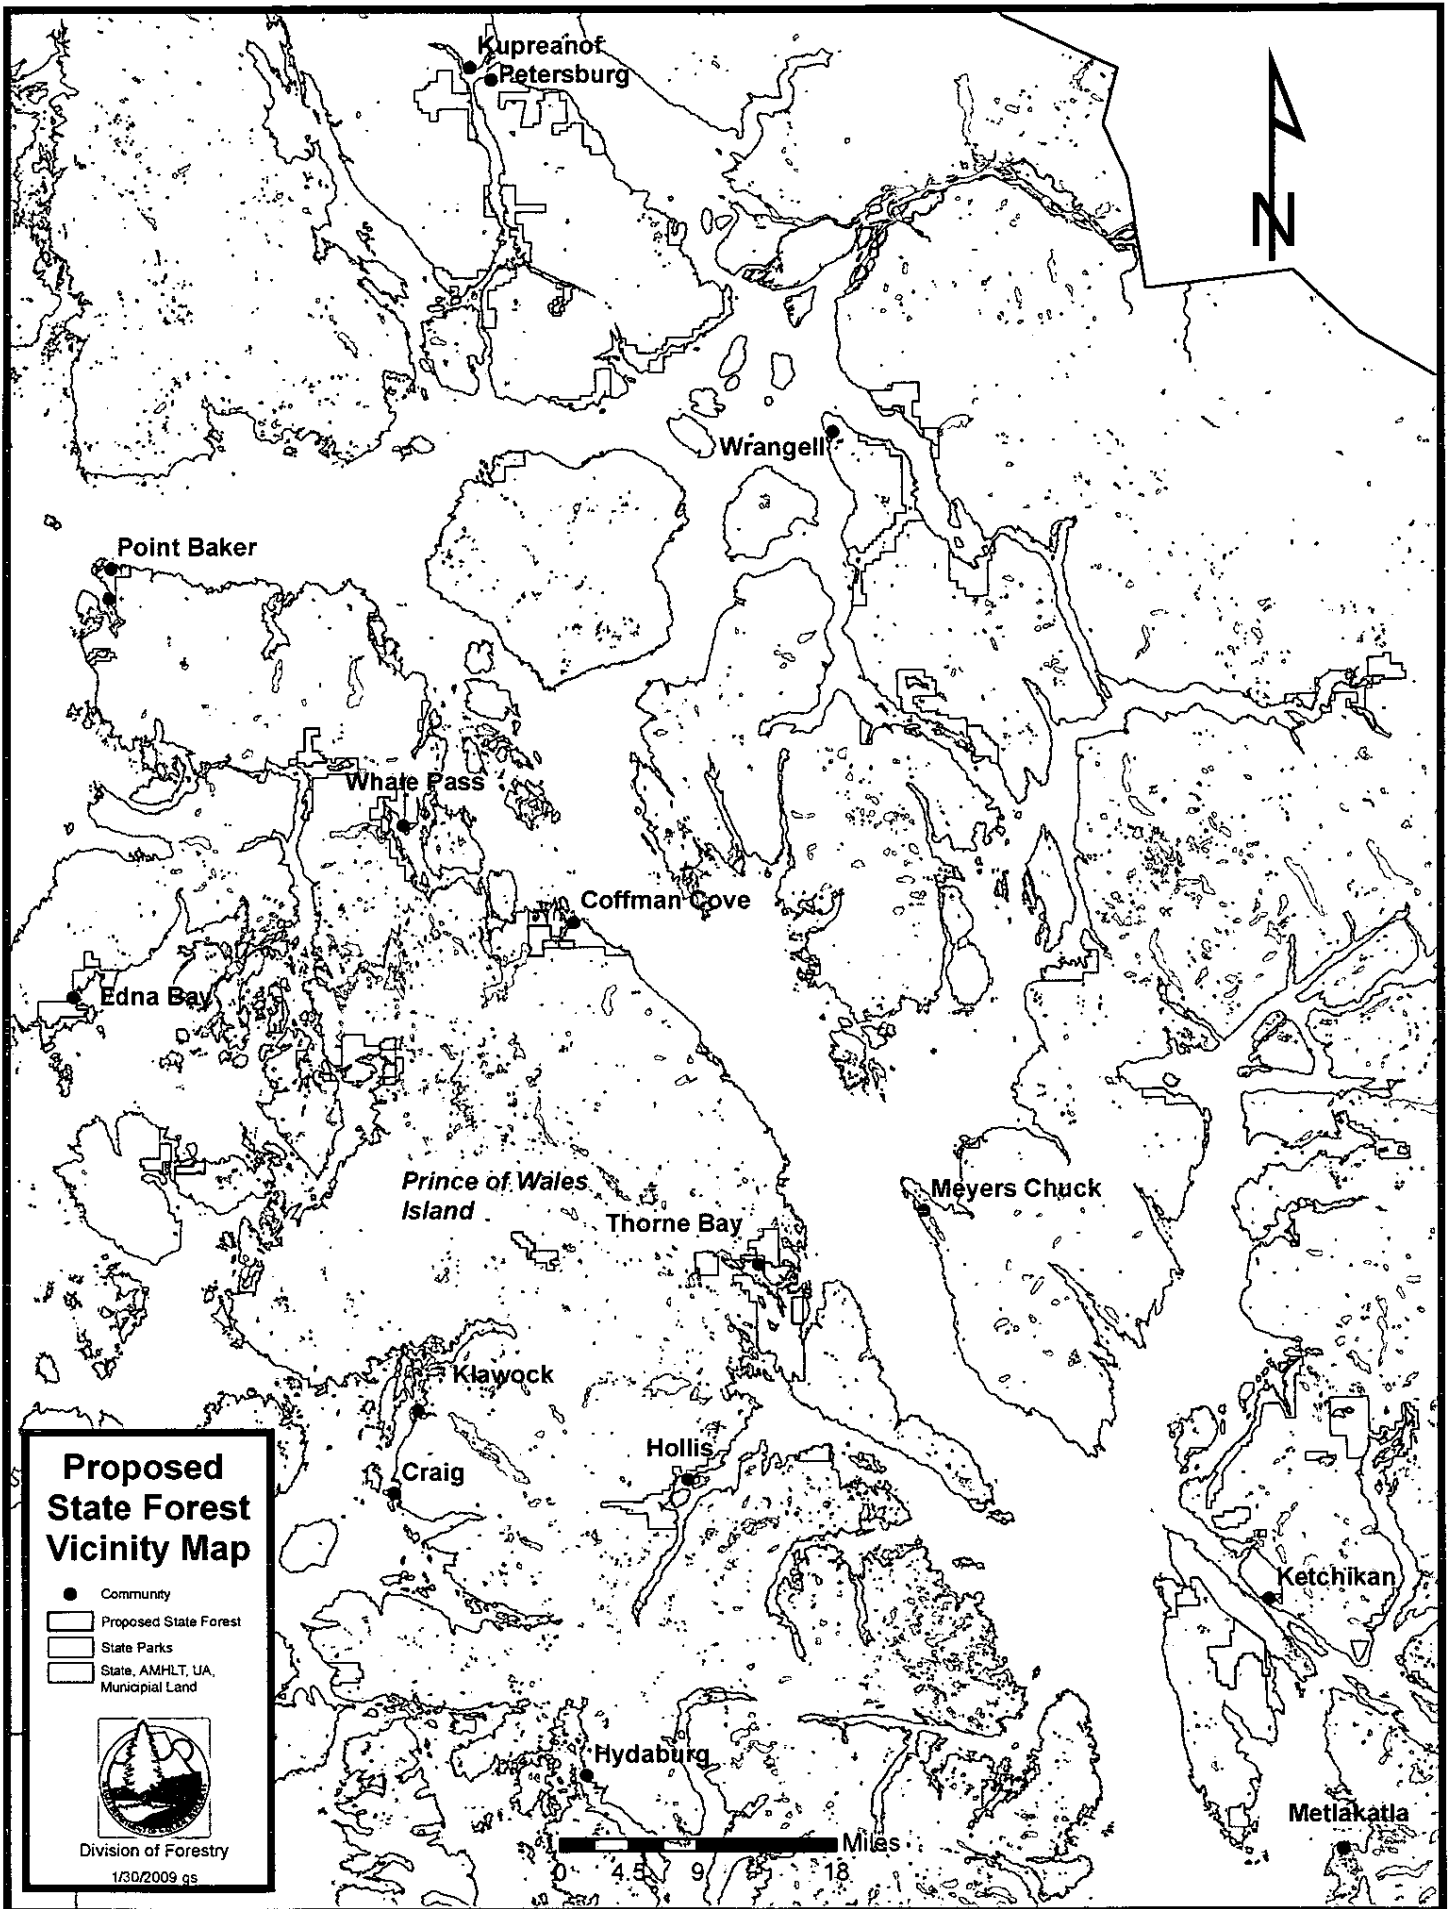 Kupreanof
Petersburg
N
Wrangell
Point Baker
Whale Pass
Coffman Cove
Edna Bay
Prince of Wales
Island
Meyers Chuck
Thorne Bay
Klawock
Hollis
Craig
Ketchikan
Hydaburg
Metlakatla
Miles
0 4.5 9 18
Proposed
State Forest
Vicinity Map
Community
Proposed State Forest
State Parks
State, AMHLT, UA,
Municipial Land
Division of Forestry
1/30/2009 gs